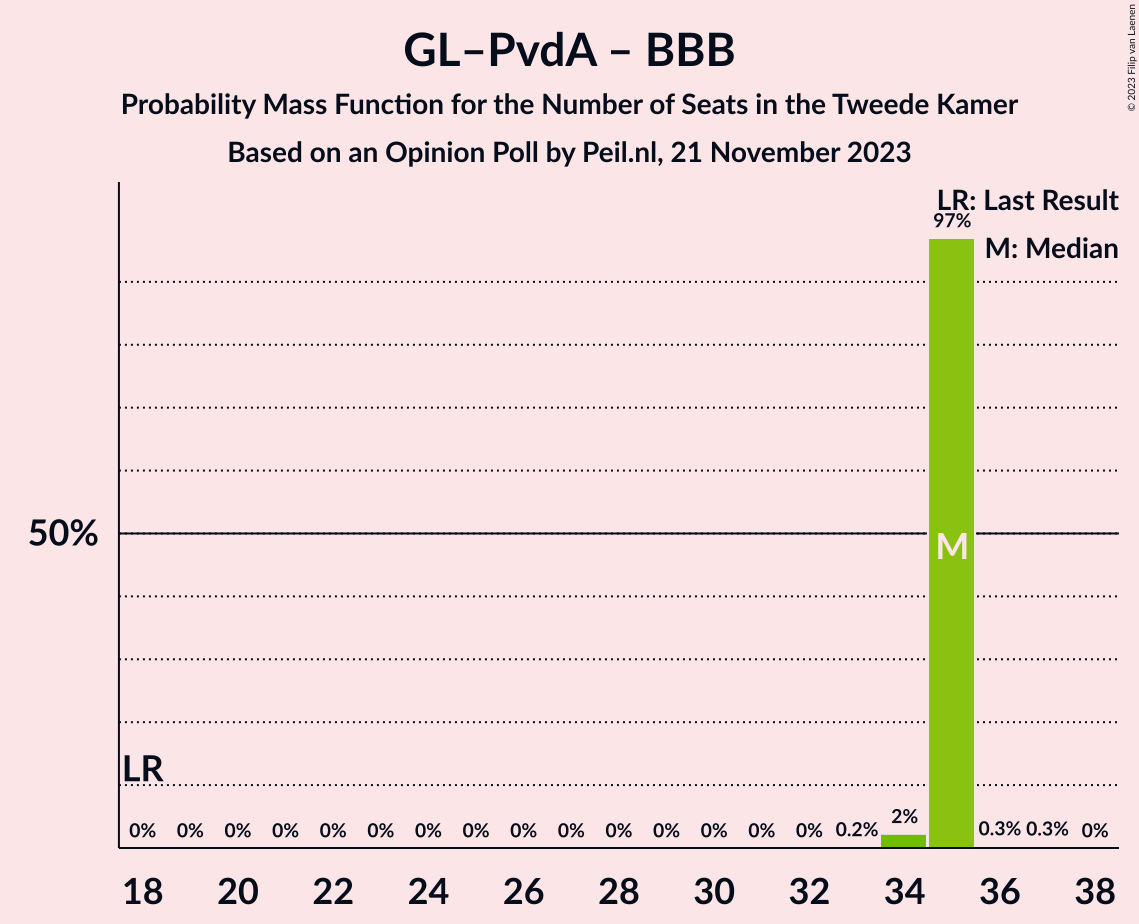 GL–PvdA – BBB
Probability Mass Function for the Number of Seats in the Tweede Kamer
Based on an Opinion Poll by Peil.nl, 21 November 2023
© 2023 Filip van Laenen
LR: Last Result
97%
M: Median
50%
M
LR
0% 0% 0% 0% 0% 0% 0% 0% 0% 0% 0% 0% 0% 0% 0% 0.2% 2% 0.3% 0.3% 0%
18 20 22 24 26 28 30 32 34 36 38